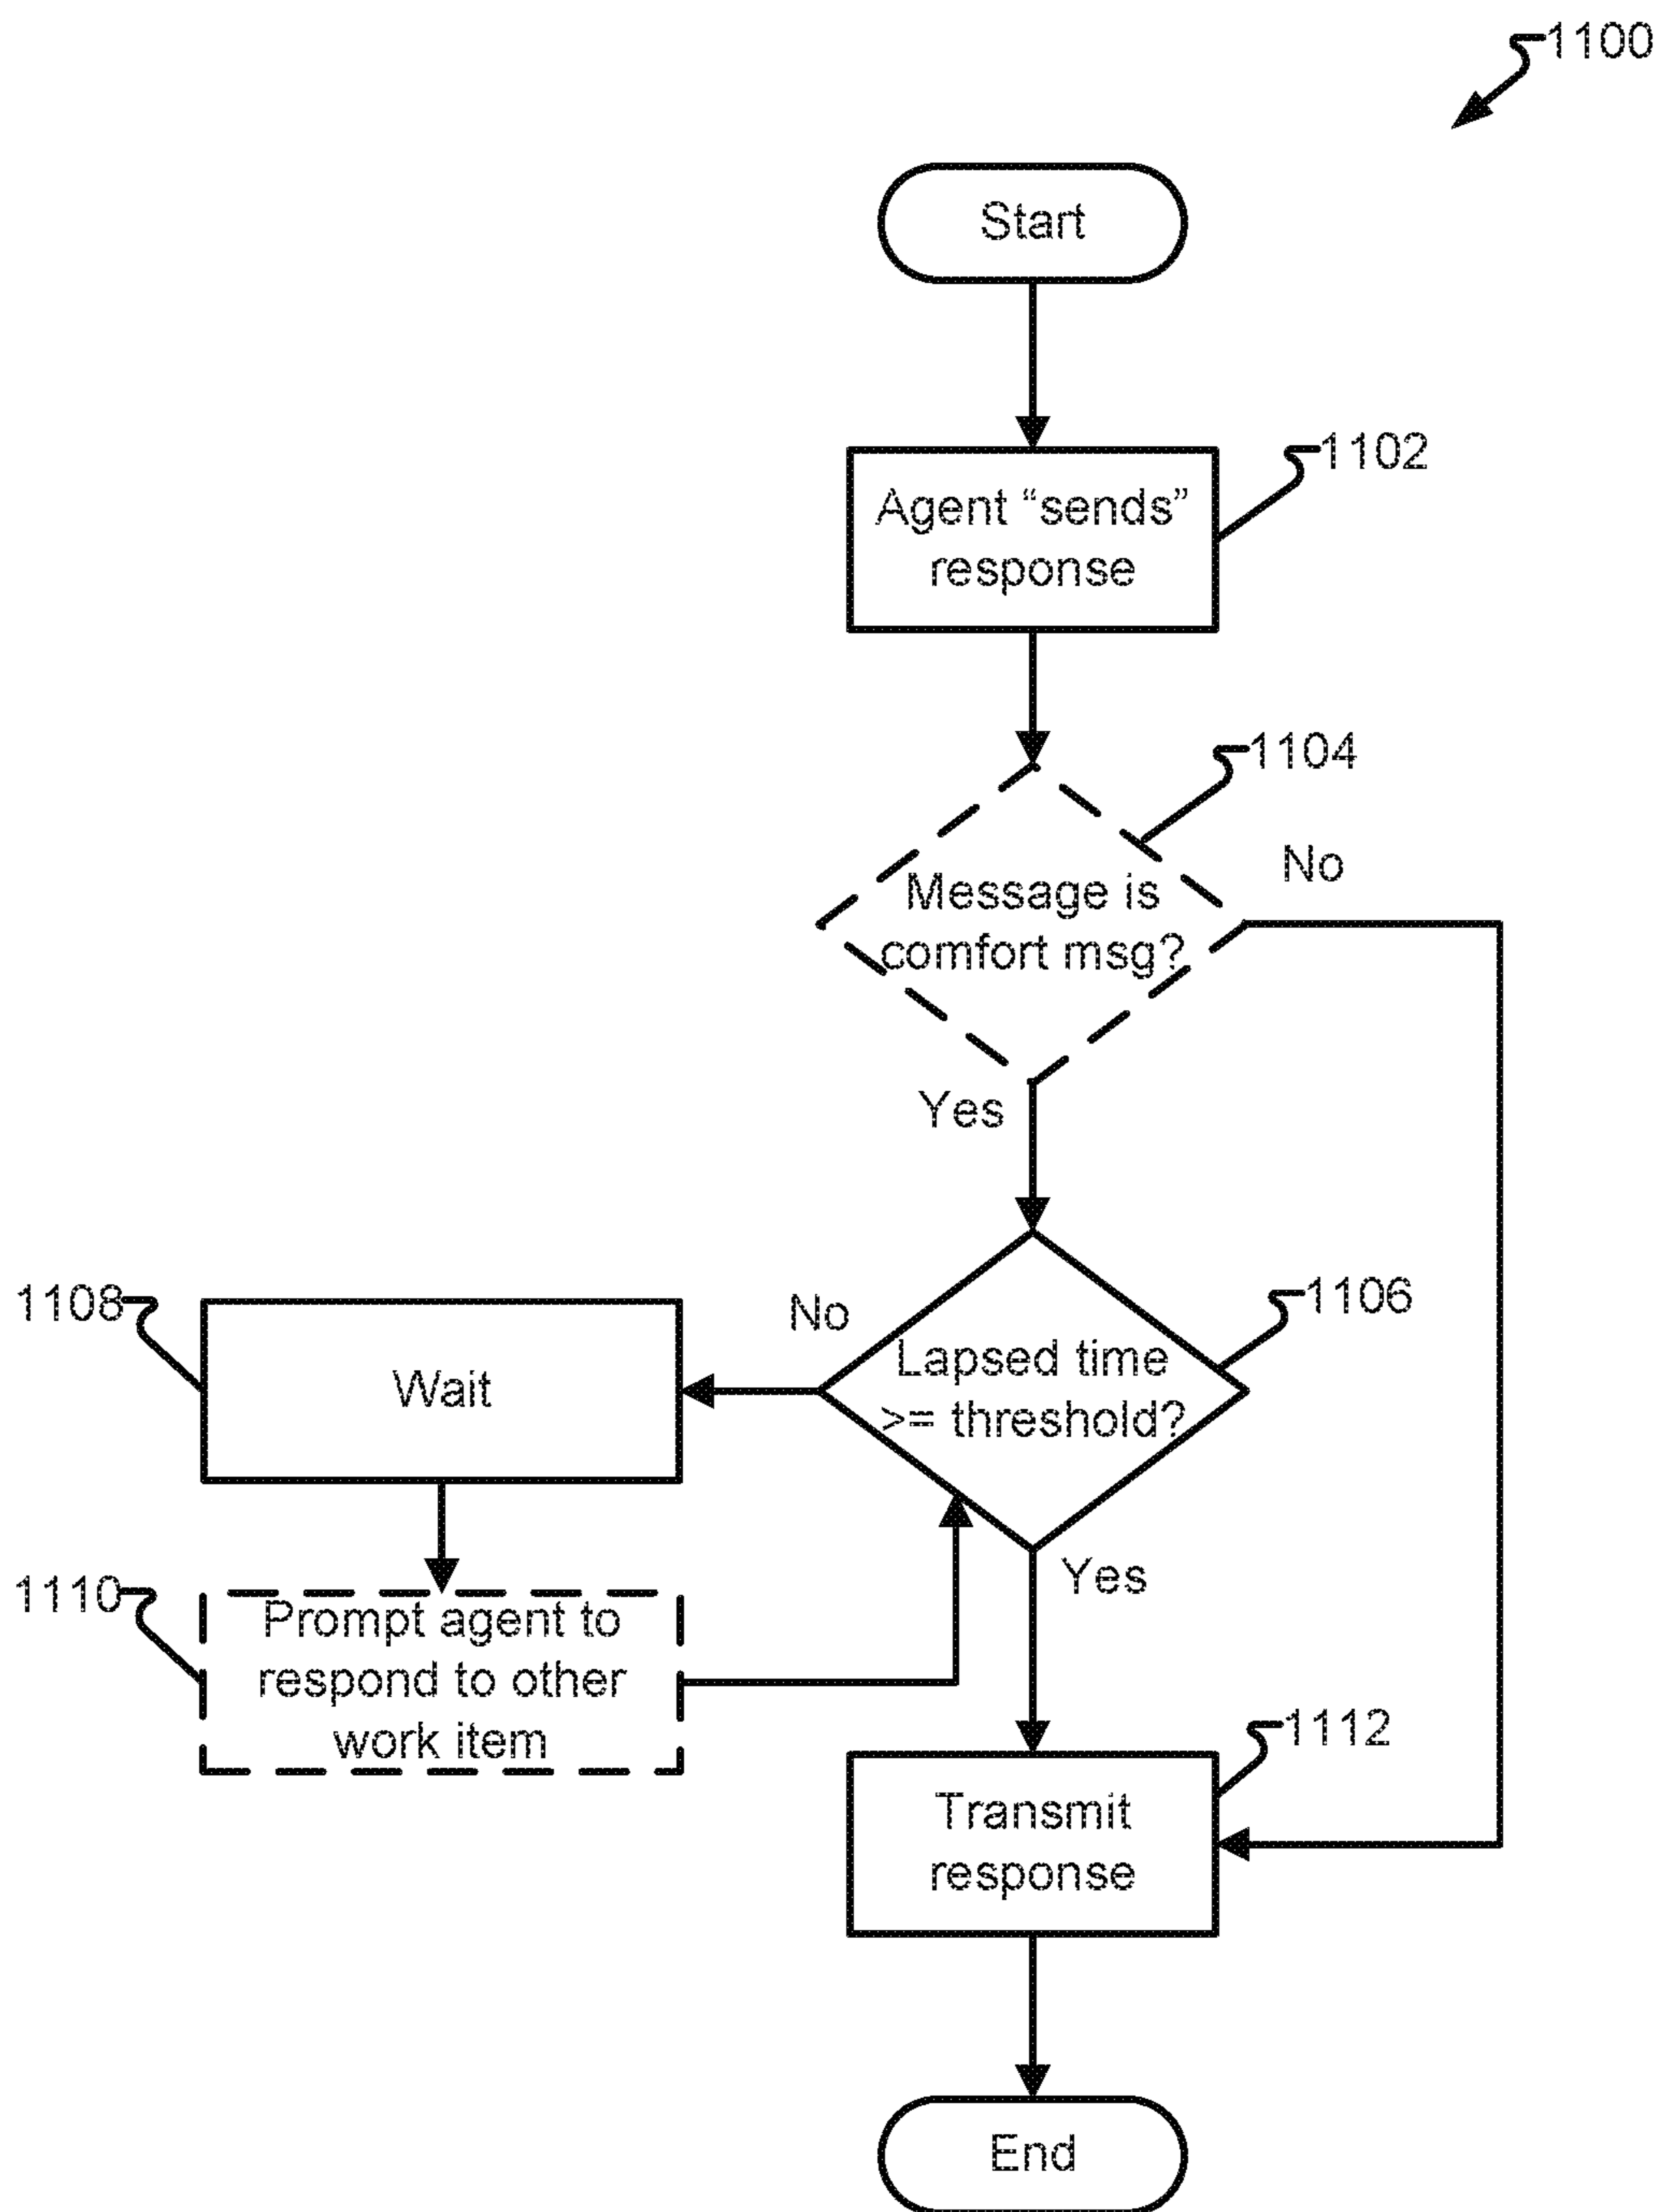 1100
Start
1102
Agent “sends”
response
1104
No
Message is
comfort msg?
Yes
1108
Wait
No
1106
Lapsed time
>= threshold?
1110
Prompt agent to
respond to other
work item
Yes
1112
Transmit
response
End